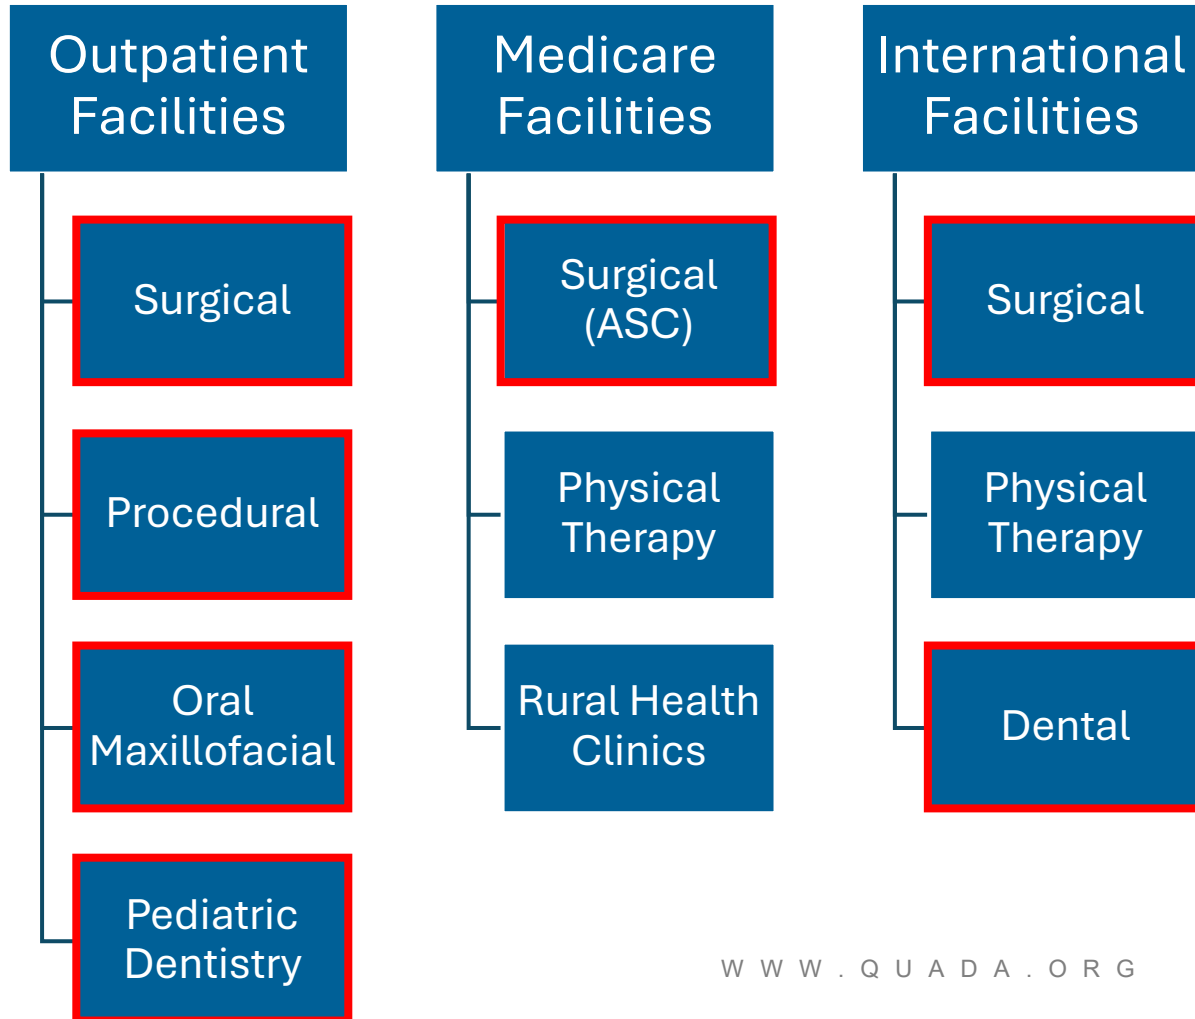 Outpatient
Facilities
Surgical
Procedural
Oral
Maxillofacial
Pediatric
Dentistry
Medicare
Facilities
Surgical
(ASC)
Physical
Therapy
Rural Health
Clinics
International
Facilities
Surgical
Physical
Therapy
Dental
WWW.QUADA.ORG